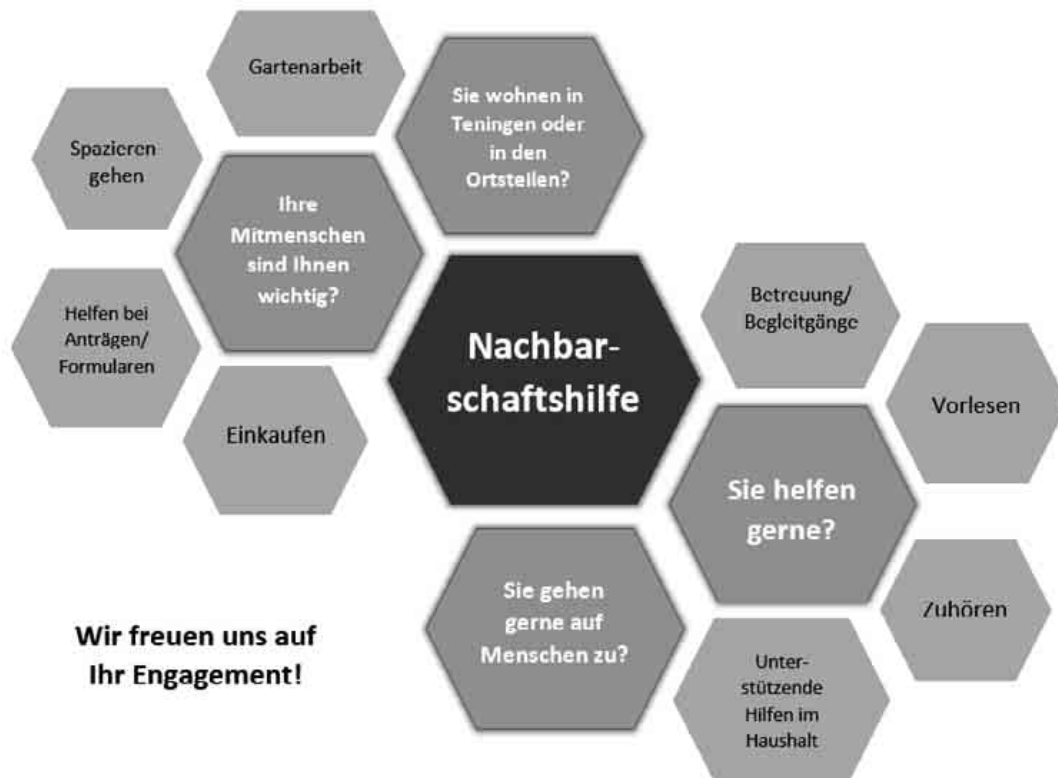 Gartenarbeit
Sie wohnen in
Teningen oder
in den
Ortsteilen?
Spazieren
gehen
Ihre
Mitmenschen
sind Ihnen
wichtig?
Helfen bei
Anträgen/
Formularen
Einkaufen
Nachbar-
schaftshilfe
Betreuung/
Begleitgänge
Vorlesen
Sie helfen
gerne?
Zuhören
Sie gehen
gerne auf
Menschen zu?
Unter-
stützende
Hilfen im
Haushalt
Wir freuen uns auf
Ihr Engagement!